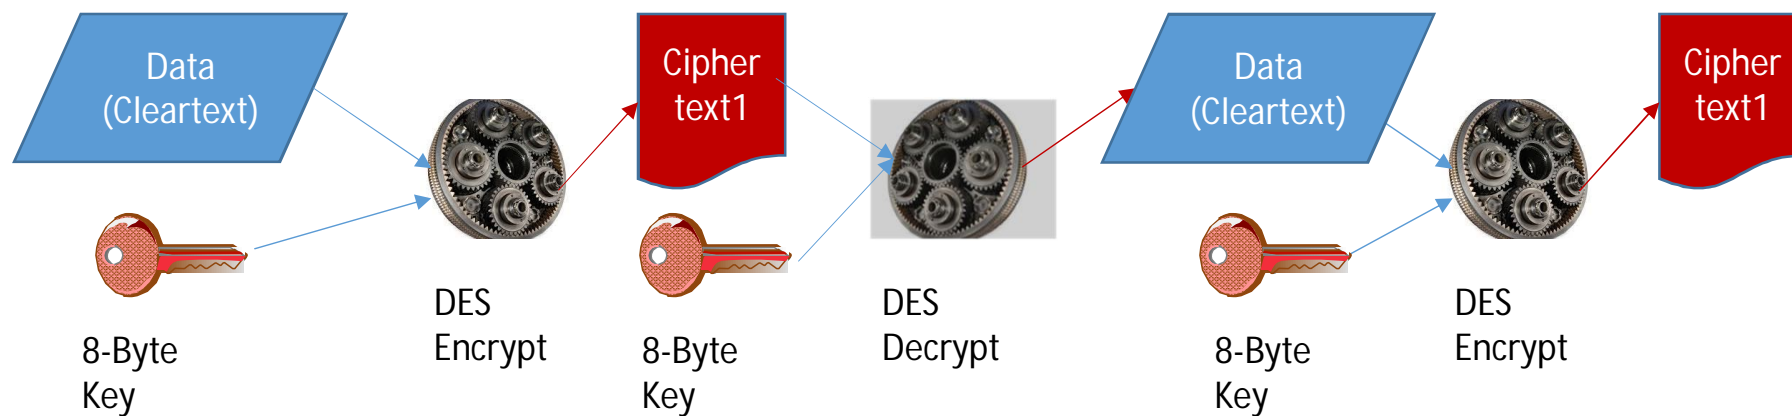 Data
(Cleartext)
Cipher
text1
Data
(Cleartext)
Cipher
text1
8-Byte
Key
DES
Encrypt
8-Byte
Key
DES
Decrypt
8-Byte
Key
DES
Encrypt